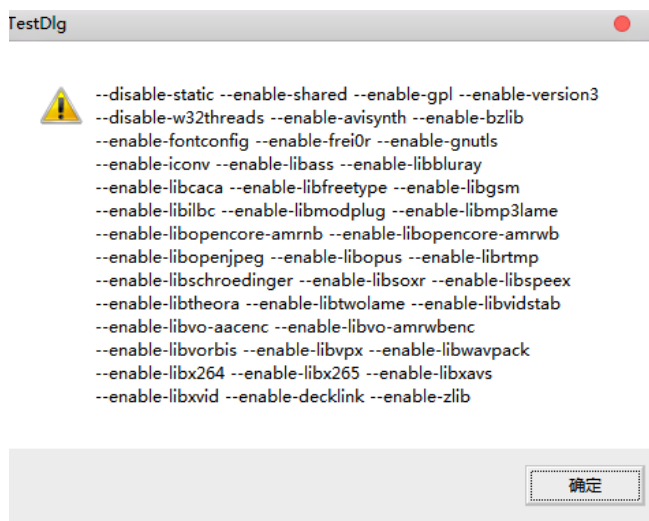 TestDlg
--disable-static --enable-shared --enable-gpl --enable-version3
--disable-w32threads --enable-avisynth --enable-bzlib
--enable-fontconfig --enable-frei0r --enable-gnutls
--enable-iconv --enable-libass --enable-libbluray
--enable-libcaca --enable-libfreetype --enable-libgsm
--enable-libilbc --enable-libmodplug --enable-libmp3lame
--enable-libopencore-amrnb --enable-libopencore-amrwb
--enable-libopenjpeg --enable-libopus --enable-librtmp
--enable-libschroedinger --enable-libsoxr --enable-libspeex
--enable-libtheora --enable-libtwolame --enable-libvidstab
--enable-libvo-aacenc --enable-libvo-amrwbenc
--enable-libvorbis --enable-libvpx --enable-libwavpack
--enable-libx264 --enable-libx265 --enable-libxavs
--enable-libxvid --enable-decklink --enable-zlib
确定